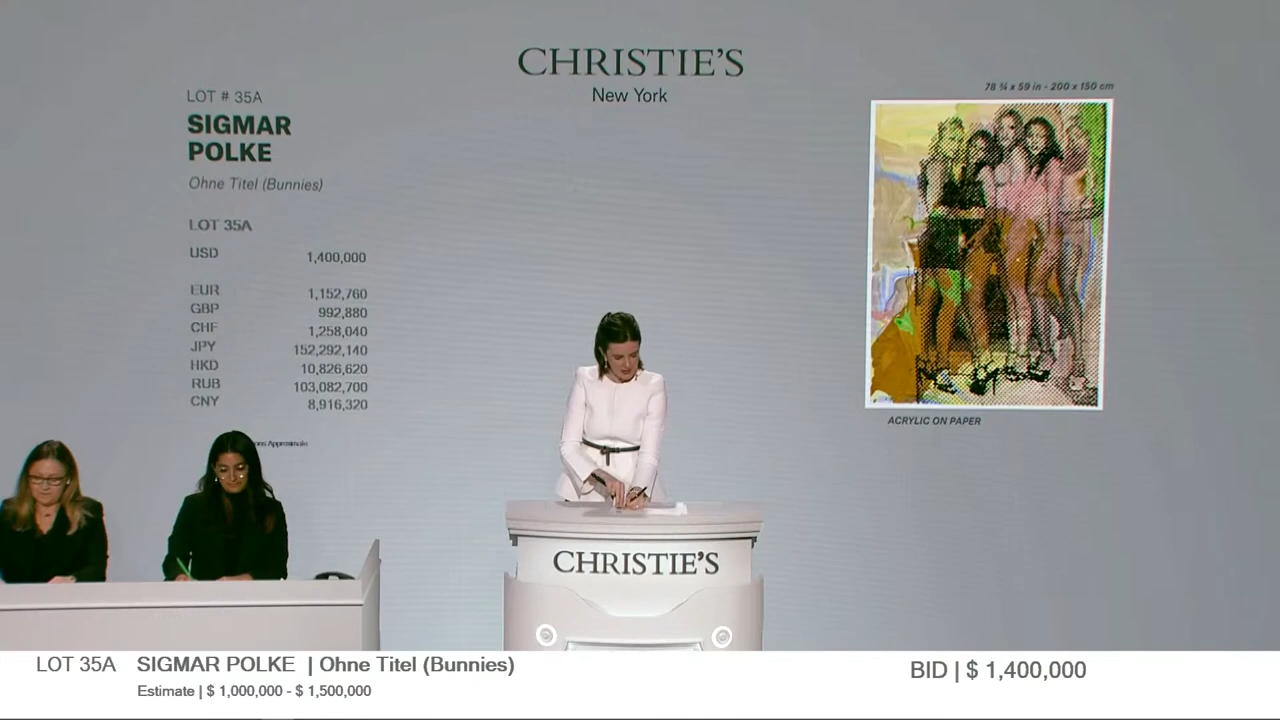 CHRISTIE'S
New York
LOT # 35A
SIGMAR
POLKE
Ohne Titel (Bunnies)
LOT 35A
USD 1,400,000
EUR 1,152,760
GBP 992,880
CHF 1,258,040
JPY 152,292,140
HKD 10,826,620
RUB 103,082,700
CNY 8,916,320
Approximate
78 ¾ x 59 in - 200 x 150 cm
ACRYLIC ON PAPER
CHRISTIE'S
LOT 35A SIGMAR POLKE | Ohne Titel (Bunnies)
Estimate | $ 1,000,000 - $ 1,500,000
BID | $ 1,400,000